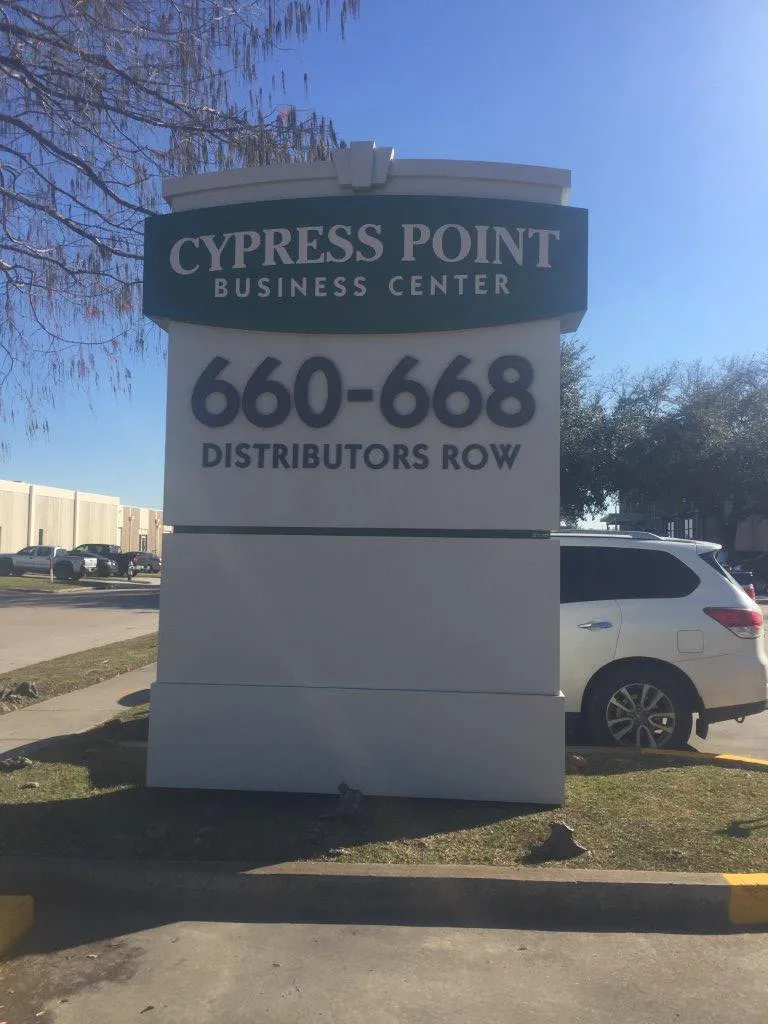 CYPRESS POINT
BUSINESS CENTER
660-668
DISTRIBUTORS ROW